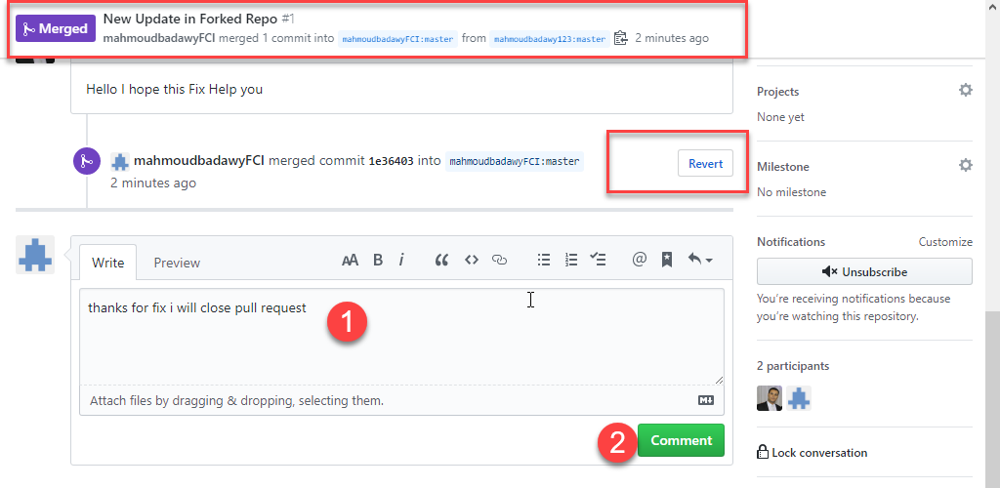 Merged
New Update in Forked Repo #1
mahmoudbadawyFCI merged 1 commit into mahmoudbadawyFCI:master from mahmoudbadawy123:master 2 minutes ago
Hello I hope this Fix Help you
mahmoudbadawyFCI merged commit 1e36403 into mahmoudbadawyFCI:master
2 minutes ago
Revert
Write
Preview
AA B i
@
thanks for fix i will close pull request
1
Attach files by dragging & dropping, selecting them.
M
2
Comment
Projects
None yet
Milestone
No milestone
Notifications
Customize
Unsubscribe
You're receiving notifications because
you're watching this repository.
2 participants
Lock conversation